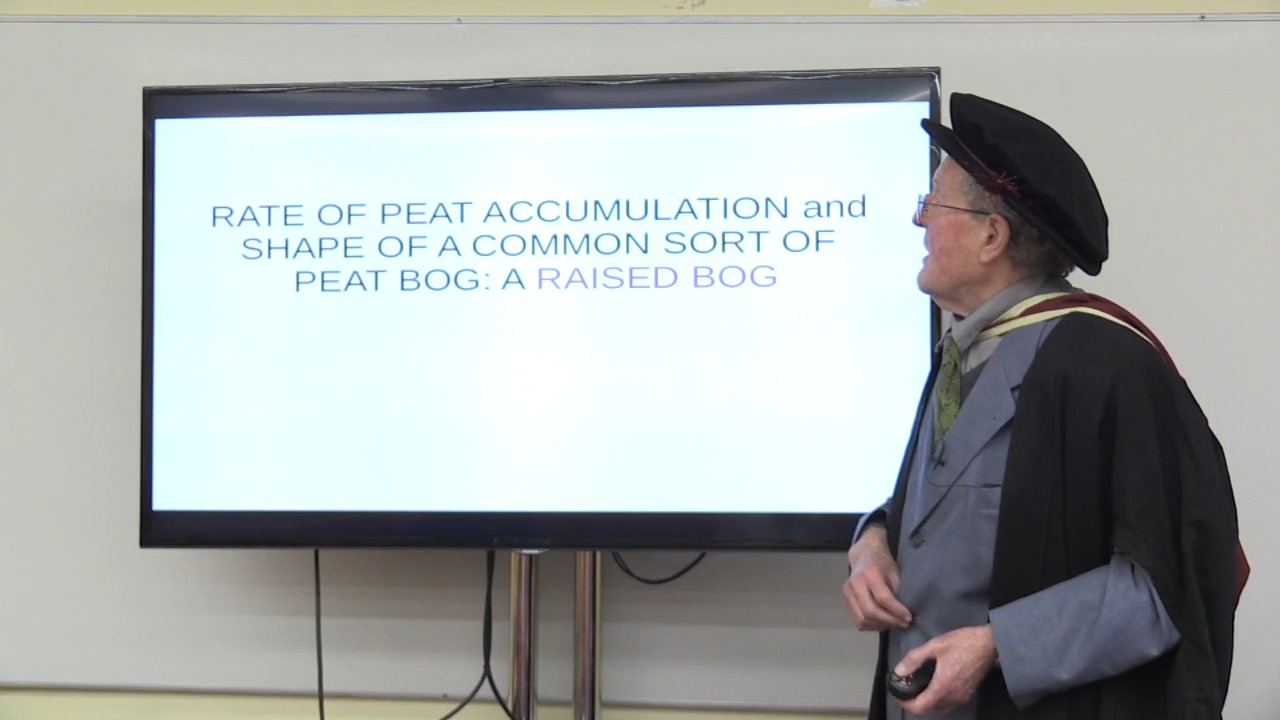 RATE OF PEAT ACCUMULATION and
SHAPE OF A COMMON SORT OF
PEAT BOG: A RAISED BOG